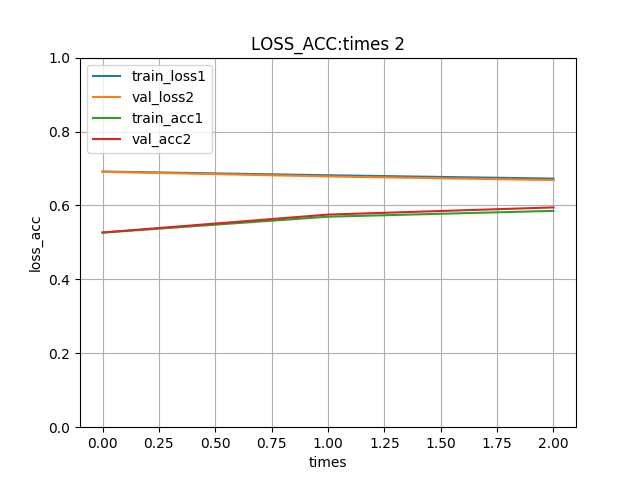 LOSS_ACC:times 2
1.0
train_loss1
val_loss2
train_acc1
val_acc2
0.8
0.6
loss_acc
0.4
0.2
0.0
0.00 0.25 0.50 0.75 1.00 1.25 1.50 1.75 2.00
times